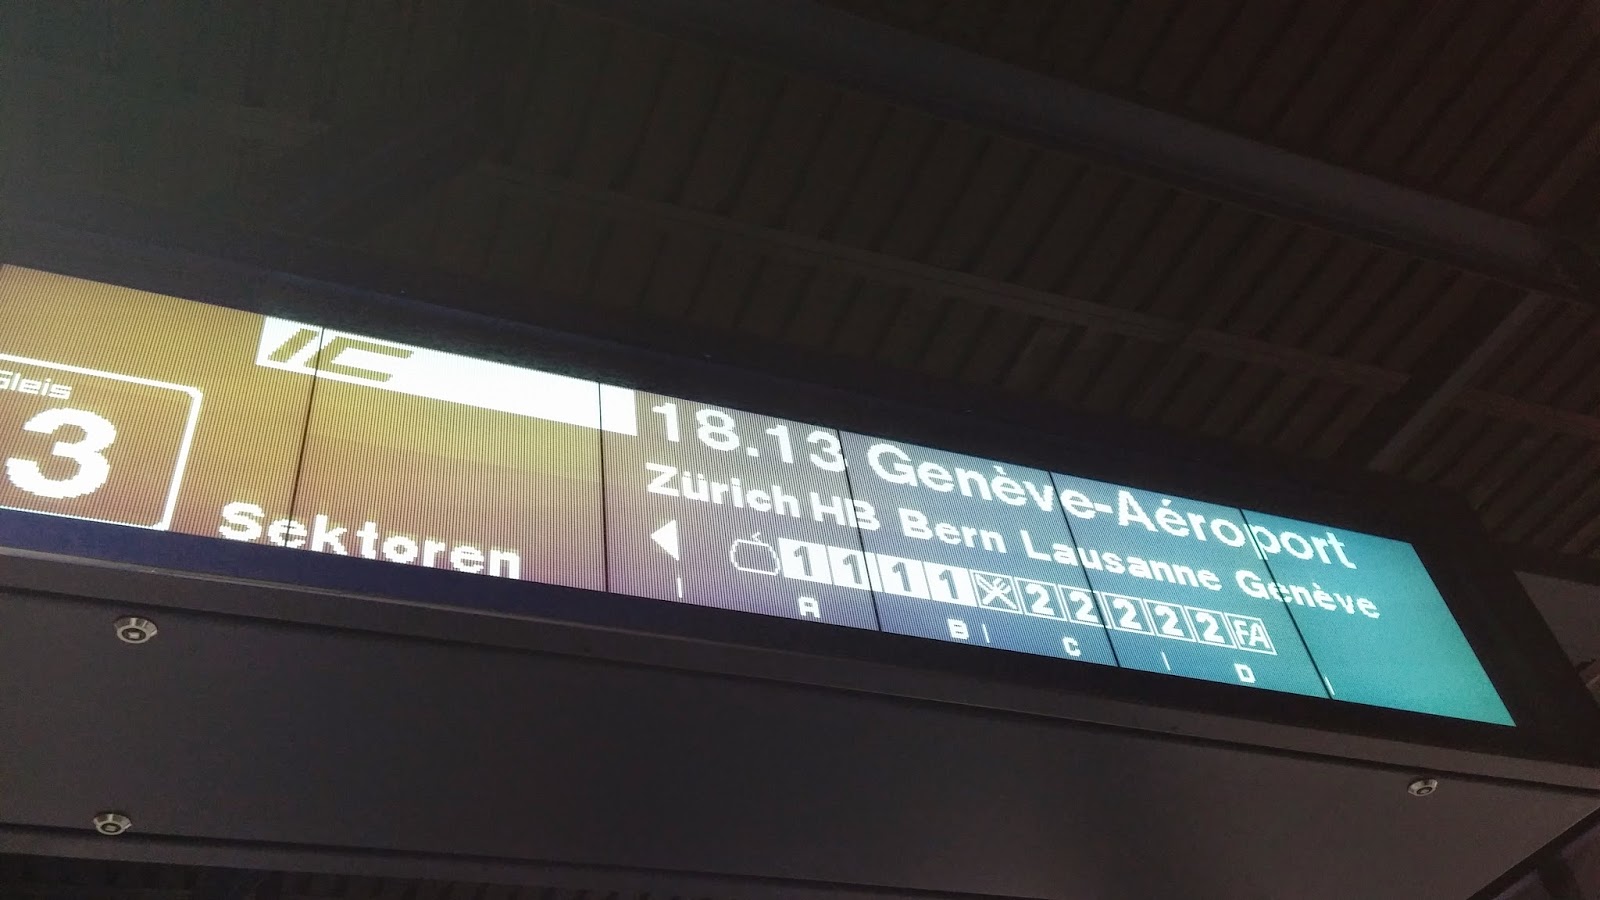 Gleis
3
IC
18.13 Genève-Aéroport
Zürich HB Bern Lausanne Genève
1 1 1 1 2 2 2 2 2 FA
Sektoren A B C D